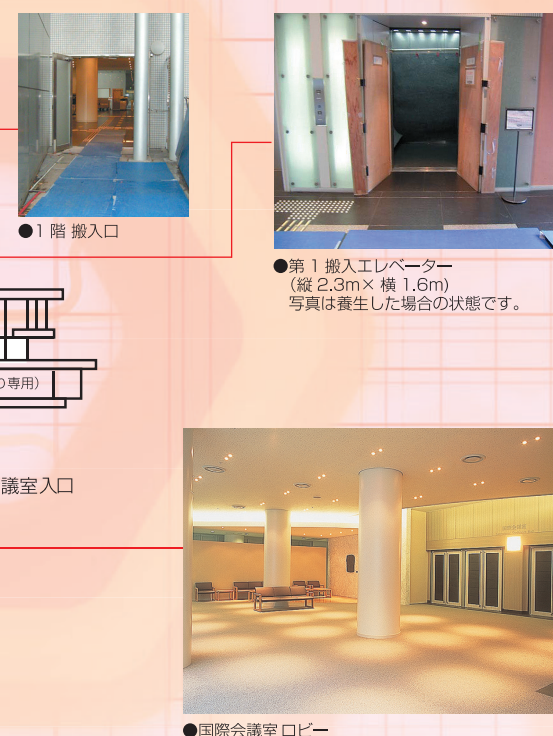 ●1階 搬入口
●第1搬入エレベーター
（縦 2.3m× 横 1.6m)
写真は養生した場合の状態です。
り専用）
議室入口
●国際会議室 ロビー